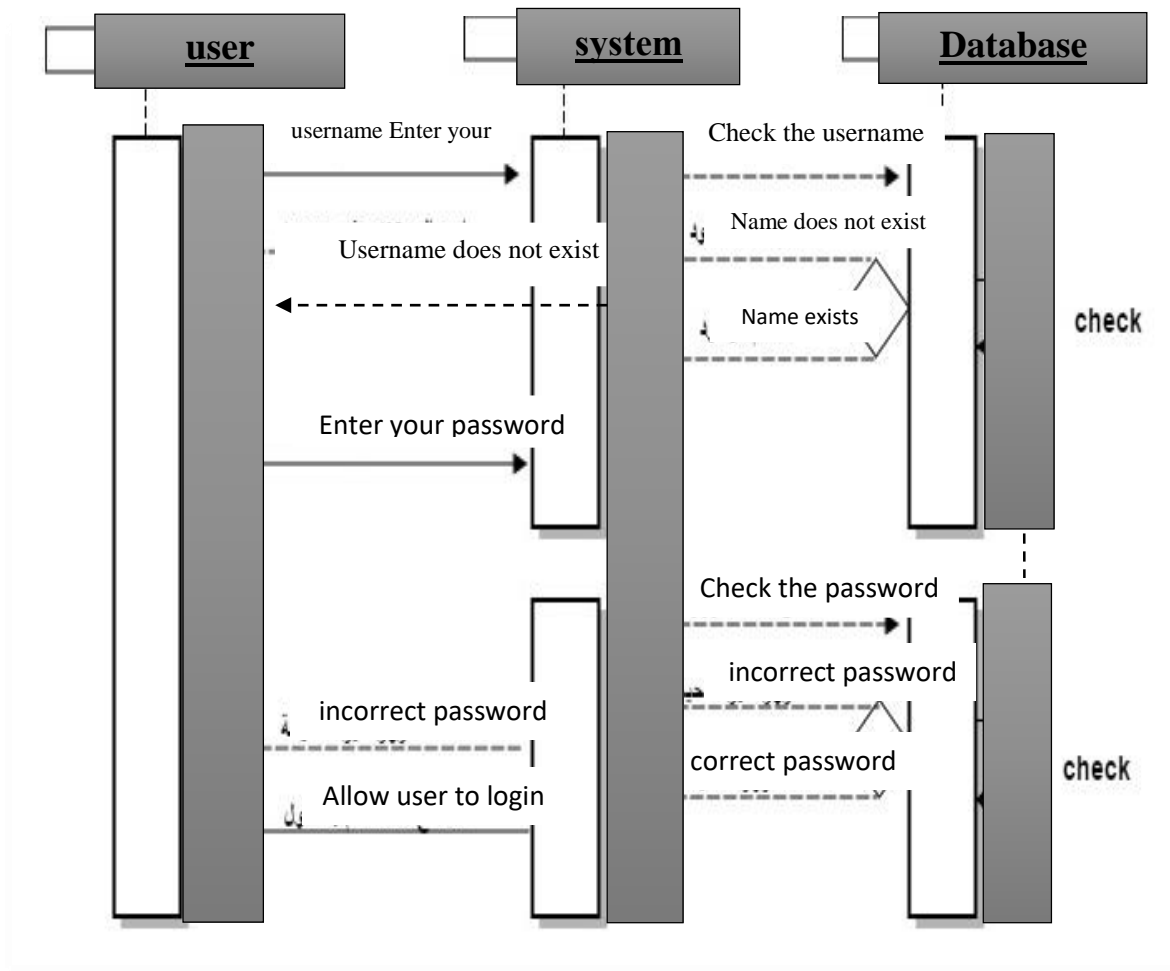 user
system
Database
username Enter your
Check the username
Name does not exist
Username does not exist
Name exists
check
Enter your password
Check the password
incorrect password
incorrect password
correct password
check
Allow user to login